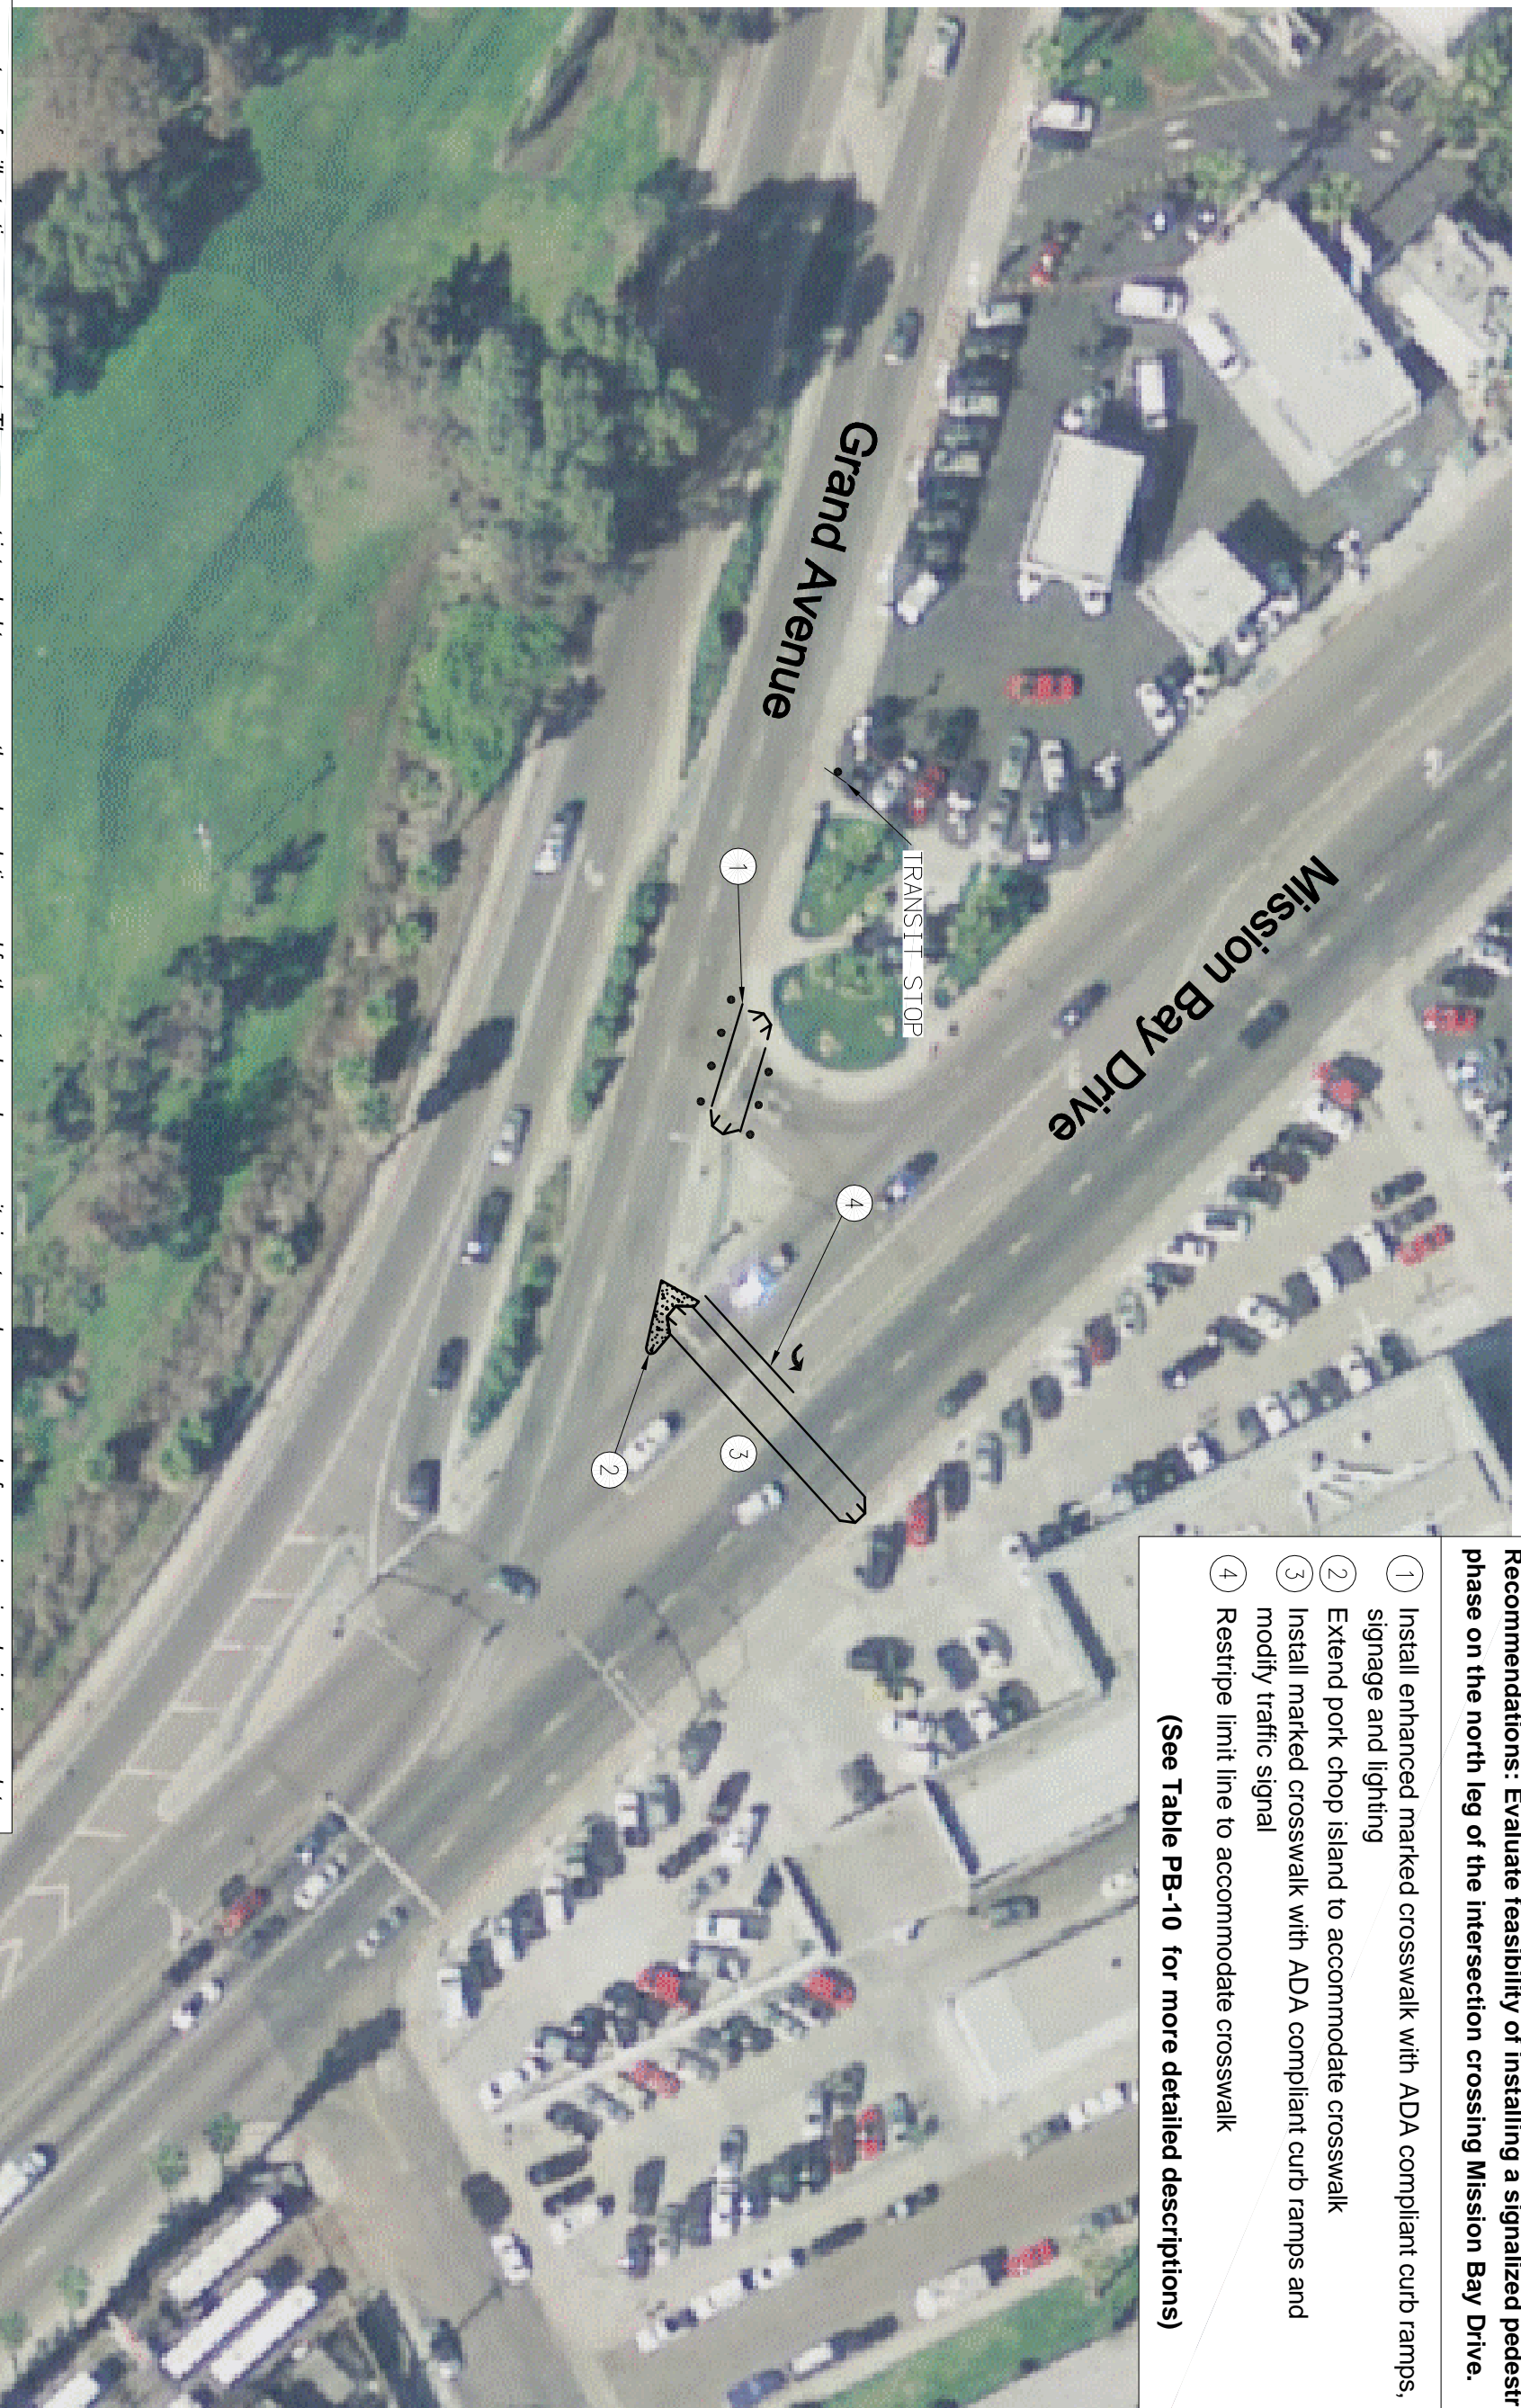 Recommendations: Evaluate feasibility of installing a signalized
phase on the north leg of the intersection crossing Mission Bay Drive.
1 Install enhanced marked crosswalk with ADA compliant curb ramps,
signage and lighting
2 Extend pork chop island to accommodate crosswalk
3 Install marked crosswalk with ADA compliant curb ramps and
modify traffic signal
4 Restripe limit line to accommodate crosswalk
(See Table PB-10 for more detailed descriptions)
Mission Bay Drive
TRANSIT STOP
Grand Avenue
1
4
3
2